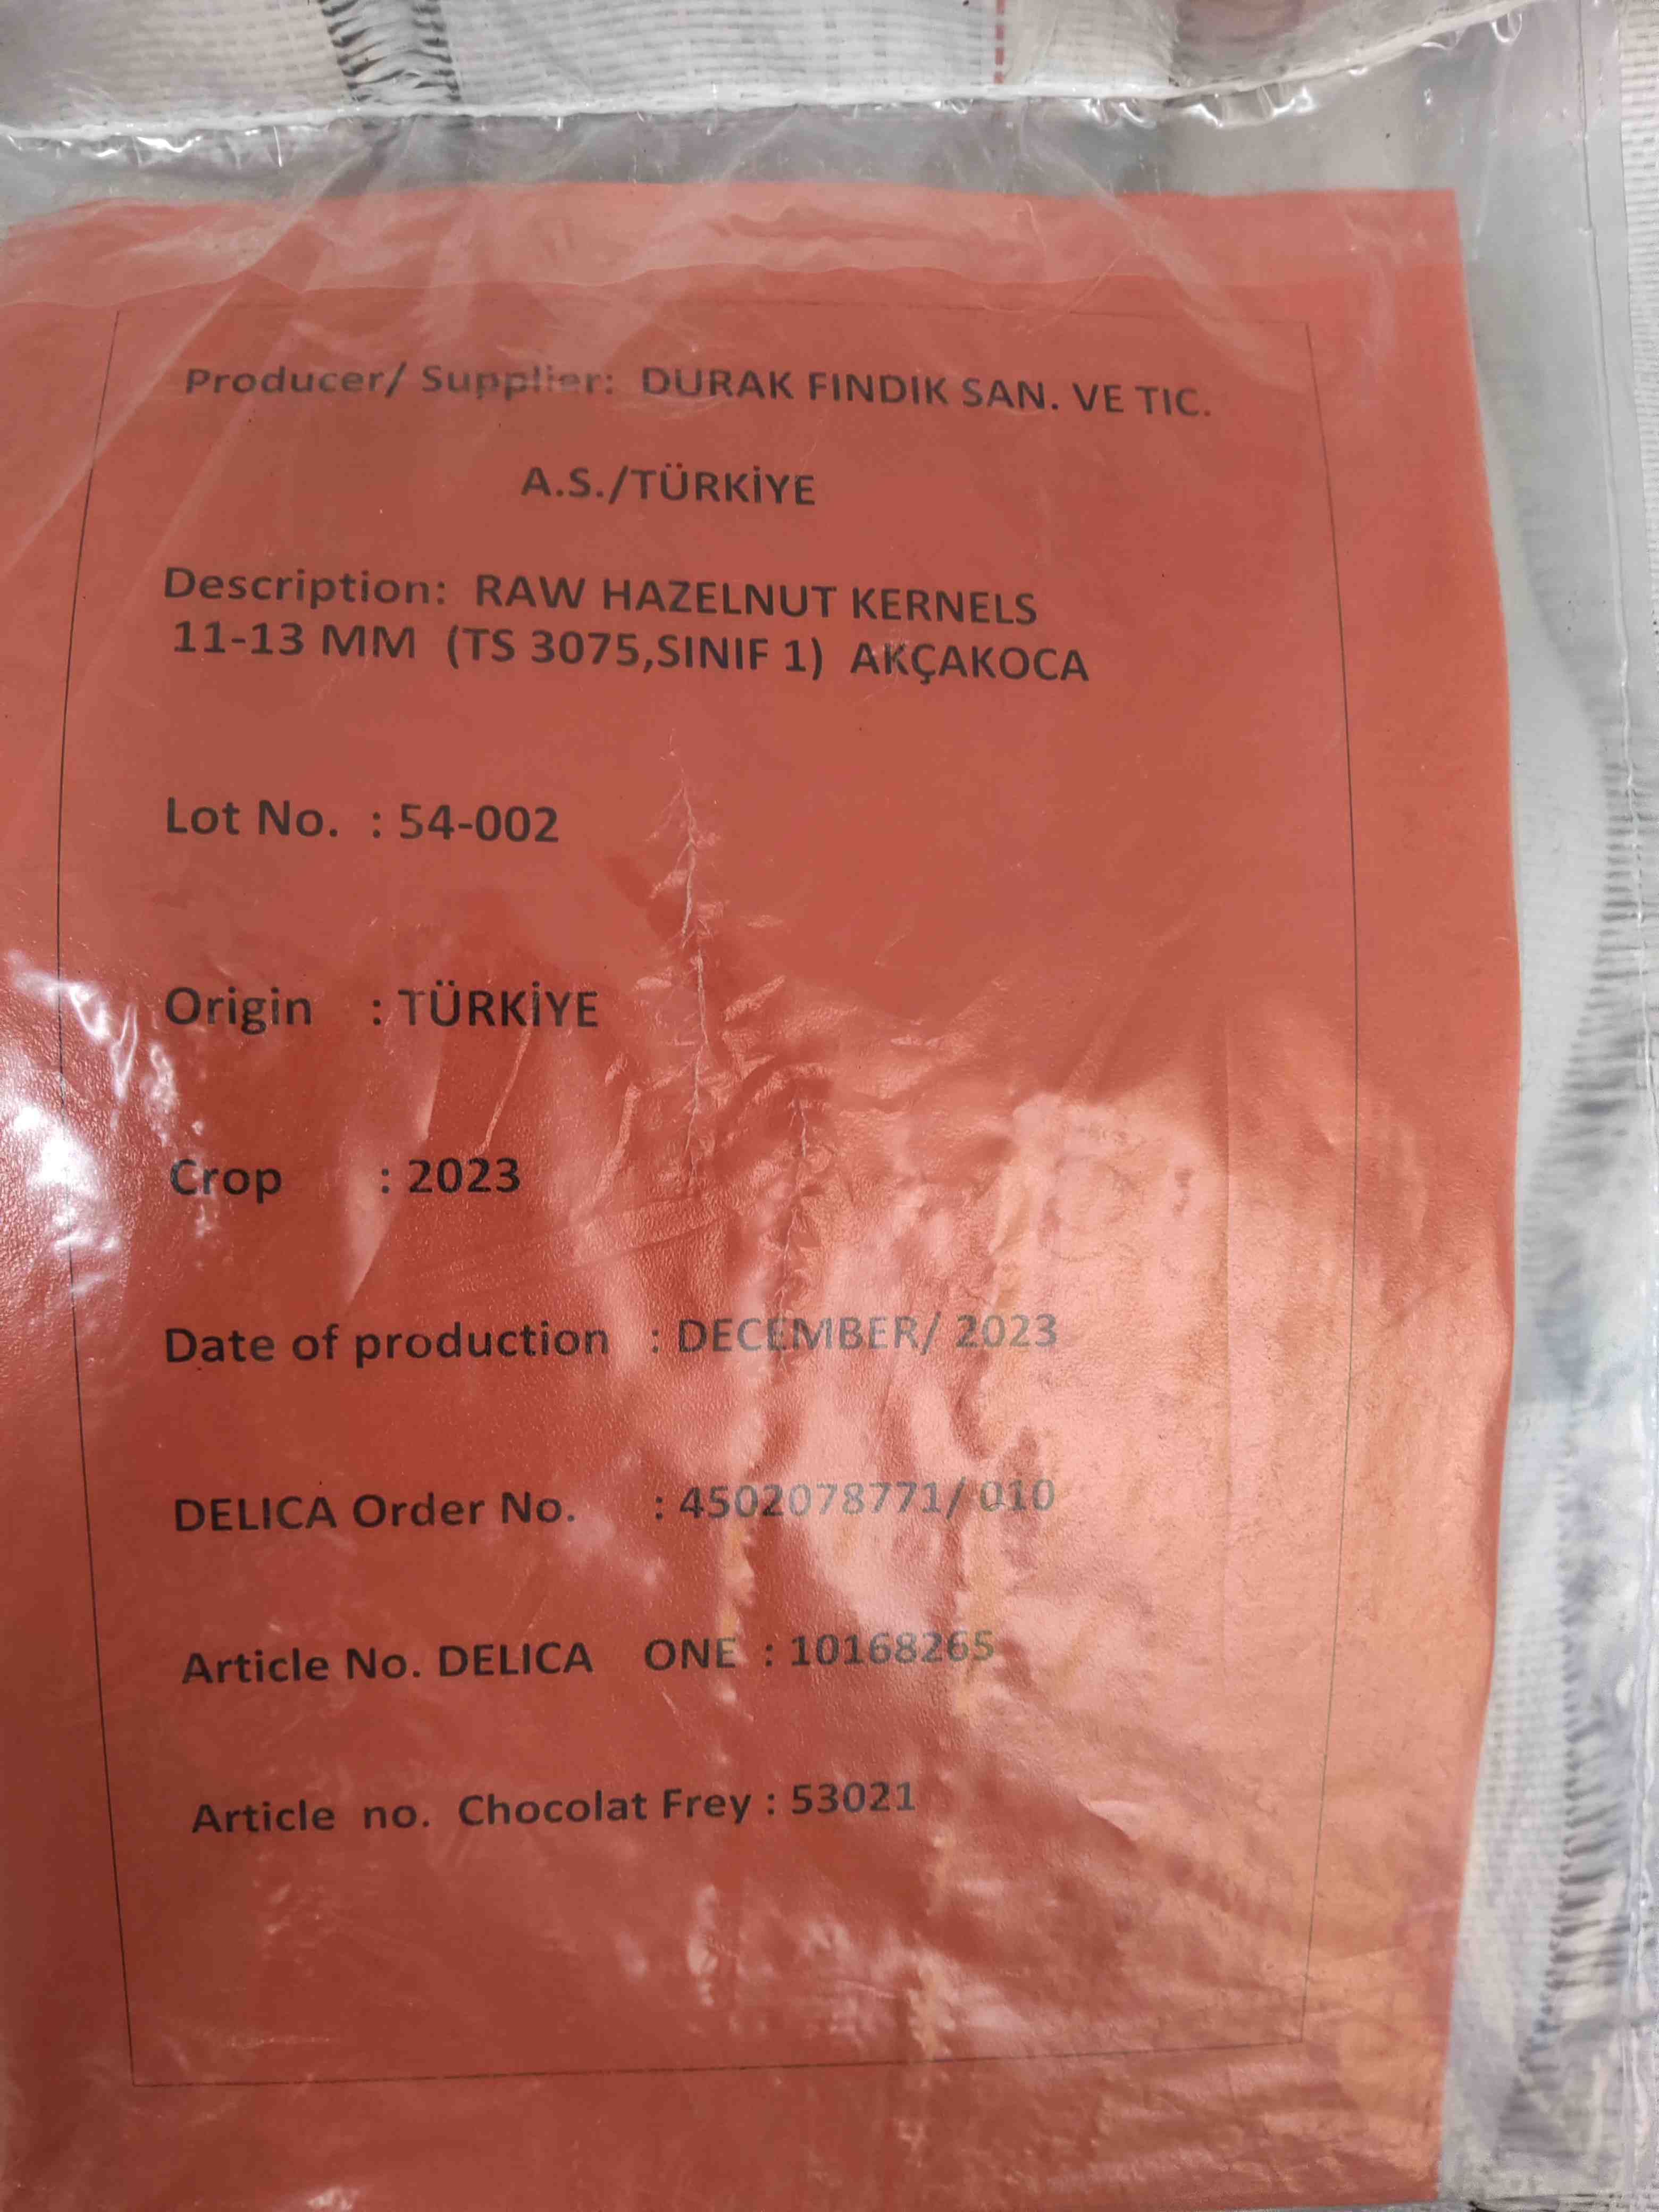 Producer/ Supplier: DURAK FINDIK SAN. VE TIC.
A.S./TÜRKİYE
Description: RAW HAZELNUT KERNELS
11-13 MM (TS 3075,SINIF 1) AKÇAKOCA
Lot No. : 54-002
Origin : TÜRKİYE
Crop : 2023
Date of production : DECEMBER/ 2023
DELICA Order No. : 4502078771/ 010
Article No. DELICA ONE : 10168265
Article no. Chocolat Frey : 53021